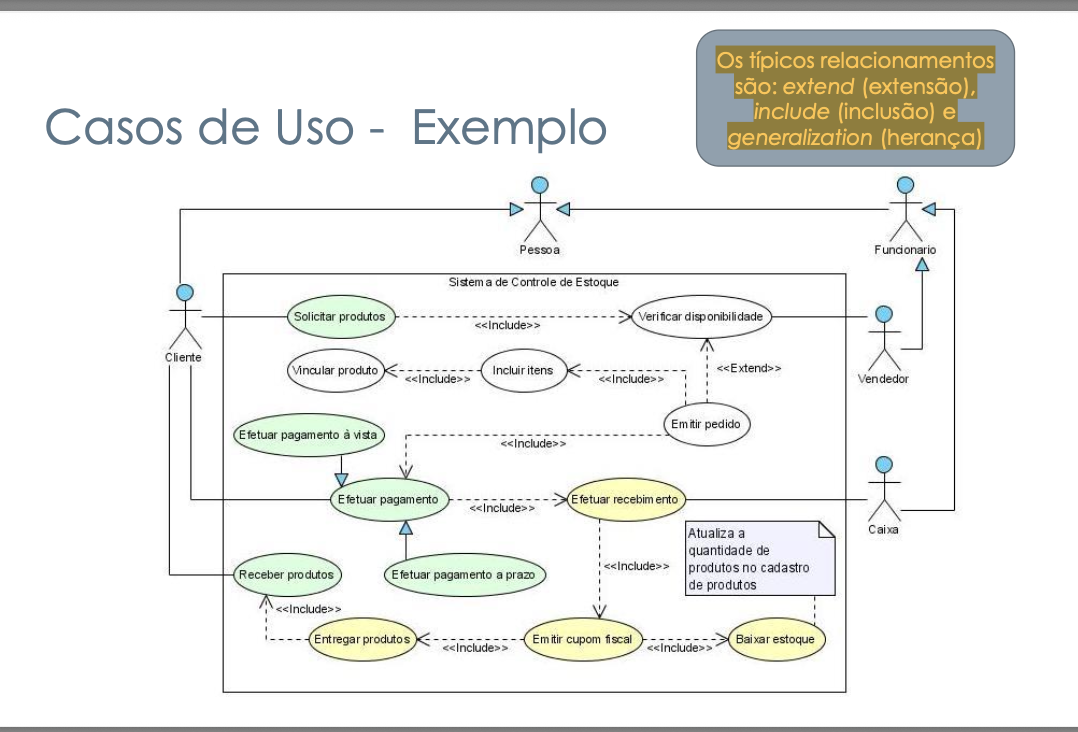 Os típicos relacionamentos
são: extend (extensão),
include (inclusão) e
generalization (herança)
Casos de Uso - Exemplo
Pessoa
Funcionario
Sistema de Controle de Estoque
Cliente
Solicitar produtos
<<Include>>
Verificar disponibilidade
Vendedor
Vincular produto
<<Include>>
Incluir itens
<<Include>>
<<Extend>>
Emitir pedido
Efetuar pagamento à vista
<<Include>>
Efetuar pagamento
<<Include>>
Efetuar recebimento
Caixa
Atualiza a
quantidade de
produtos no cadastro
de produtos
<<Include>>
Receber produtos
Efetuar pagamento a prazo
<<Include>>
Entregar produtos
<<Include>>
Emitir cupom fiscal
<<Include>>
Baixar estoque